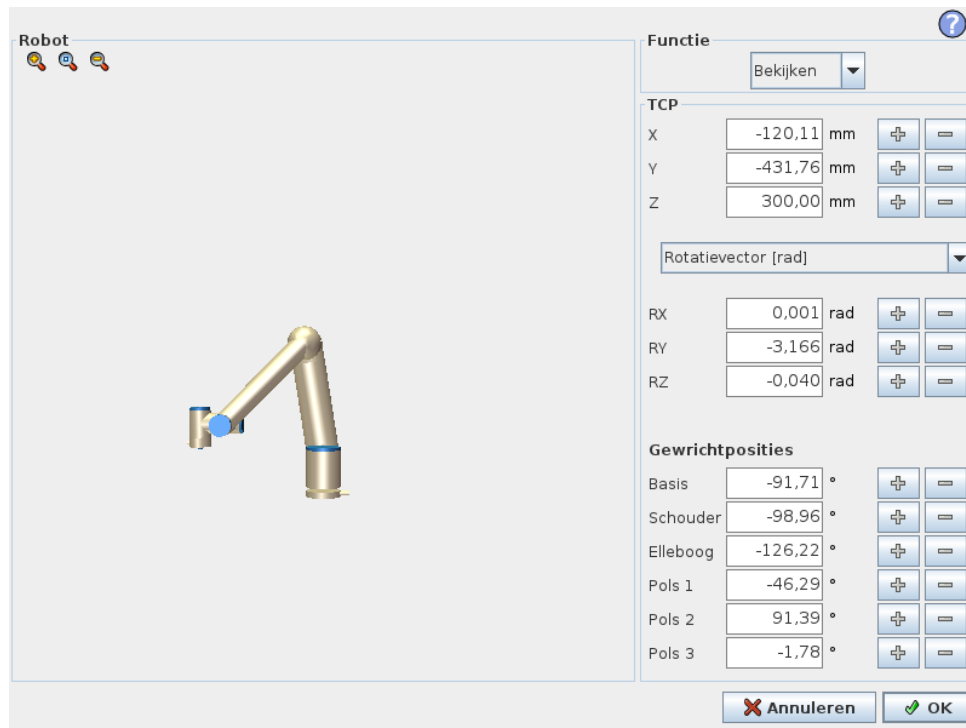 Robot
Functie
?
Bekijken
TCP
X -120,11 mm
Y -431,76 mm
Z 300,00 mm
Rotatievector [rad]
RX 0,001 rad
RY -3,166 rad
RZ -0,040 rad
Gewrichtposities
Basis -91,71 °
Schouder -98,96 °
Elleboog -126,22 °
Pols 1 -46,29 °
Pols 2 91,39 °
Pols 3 -1,78 °
Annuleren
OK